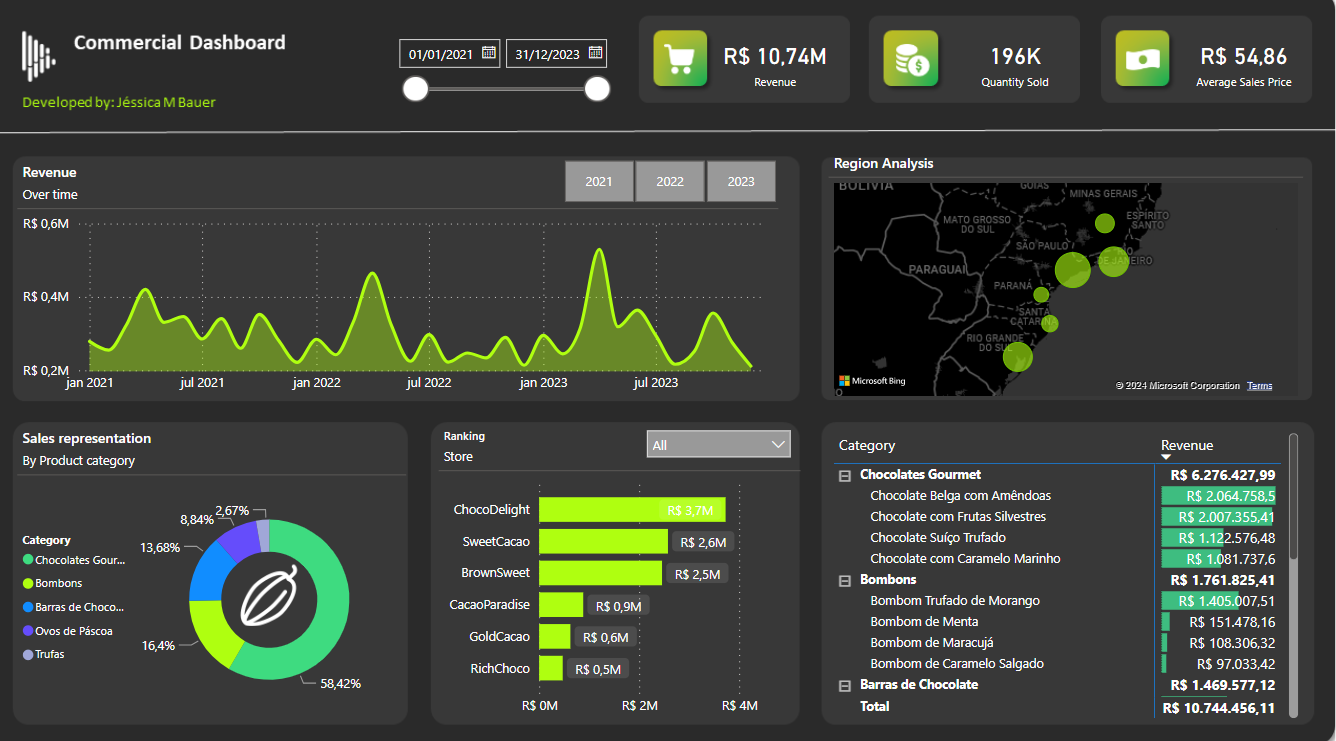 Commercial Dashboard
Developed by: Jéssica M Bauer
01/01/2021
31/12/2023
R$ 10,74M
Revenue
196K
Quantity Sold
R$ 54,86
Average Sales Price
Revenue
Over time
2021
2022
2023
R$ 0,6M
R$ 0,4M
R$ 0,2M
jan 2021
jul 2021
jan 2022
jul 2022
jan 2023
jul 2023
Region Analysis
BOLIVIA
GOIÁS
MINAS GERAIS
MATO GROSSO
DO SUL
ESPÍRITO
SANTO
SÃO PAULO
RIO
DE JANEIRO
PARAGUAI
PARANÁ
SANTA
CATARINA
RIO GRANDE
DO SUL
Microsoft Bing
© 2024 Microsoft Corporation
Terms
Sales representation
By Product category
Category
Chocolates Gour...
Bombons
Barras de Choco...
Ovos de Páscoa
Trufas
2,67%
8,84%
13,68%
16,4%
58,42%
Ranking
Store
All
ChocoDelight
R$ 3,7M
SweetCacao
R$ 2,6M
BrownSweet
R$ 2,5M
CacaoParadise
R$ 0,9M
GoldCacao
R$ 0,6M
RichChoco
R$ 0,5M
R$ 0M
R$ 2M
R$ 4M
Category Revenue
Chocolates Gourmet R$ 6.276.427,99
Chocolate Belga com Amêndoas R$ 2.064.758,5
Chocolate com Frutas Silvestres R$ 2.007.355,41
Chocolate Suíço Trufado R$ 1.122.576,48
Chocolate com Caramelo Marinho R$ 1.081.737,6
Bombons R$ 1.761.825,41
Bombom Trufado de Morango R$ 1.405.007,51
Bombom de Menta R$ 151.478,16
Bombom de Maracujá R$ 108.306,32
Bombom de Caramelo Salgado R$ 97.033,42
Barras de Chocolate R$ 1.469.577,12
Total R$ 10.744.456,11